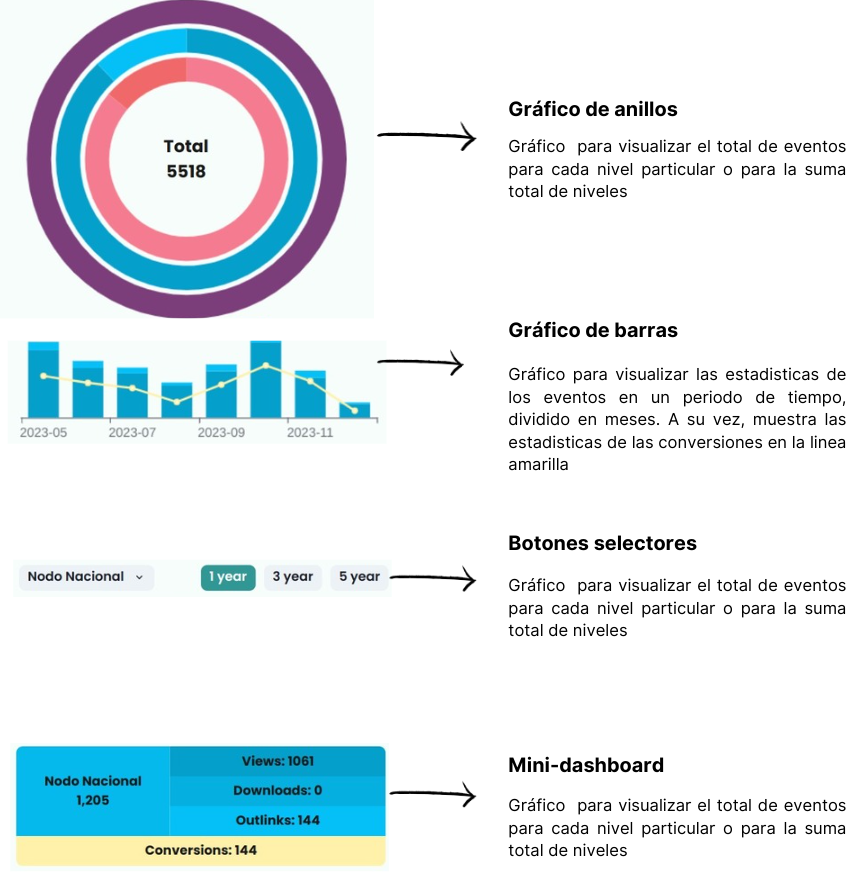 Total
5518
Gráfico de anillos
Gráfico para visualizar el total de eventos
para cada nivel particular o para la suma
total de niveles
2023-05 2023-07 2023-09 2023-11
Gráfico de barras
Gráfico para visualizar las estadisticas de
los eventos en un periodo de tiempo,
dividido en meses. A su vez, muestra las
estadisticas de las conversiones en la linea
amarilla
Nodo Nacional 1 year 3 year 5 year
Botones selectores
Gráfico para visualizar el total de eventos
para cada nivel particular o para la suma
total de niveles
Nodo Nacional
1,205
Views: 1061
Downloads: 0
Outlinks: 144
Conversions: 144
Mini-dashboard
Gráfico para visualizar el total de eventos
para cada nivel particular o para la suma
total de niveles